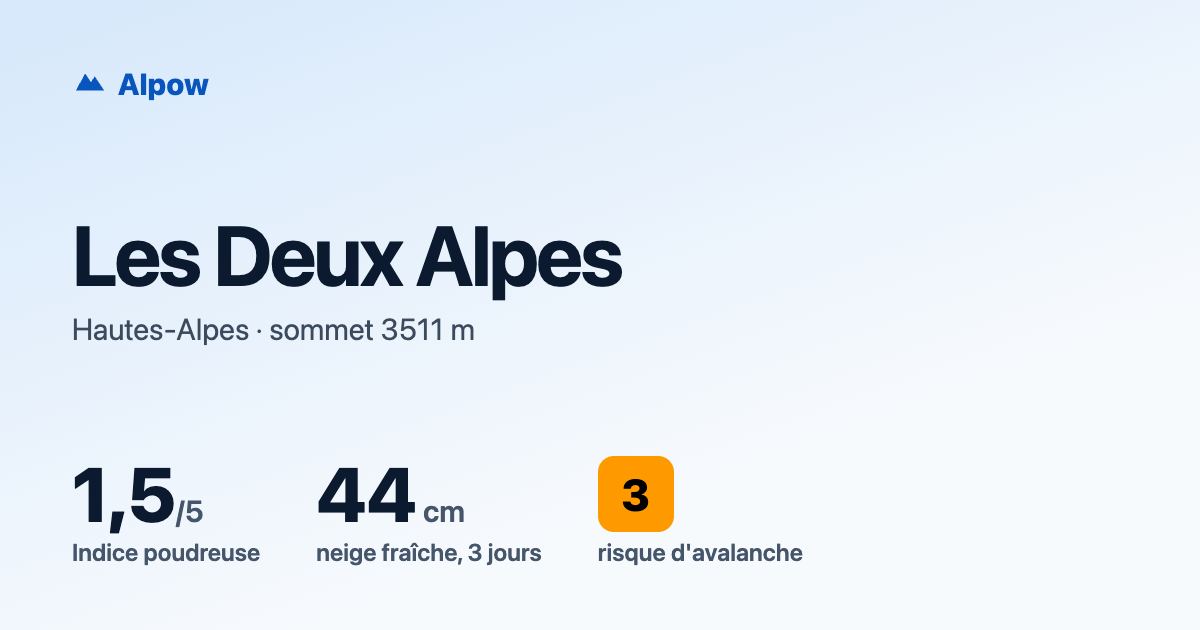 Alpow
Les Deux Alpes
Hautes-Alpes · sommet 3511 m
1,5/5
Indice poudreuse
44 cm
neige fraîche, 3 jours
3
risque d'avalanche